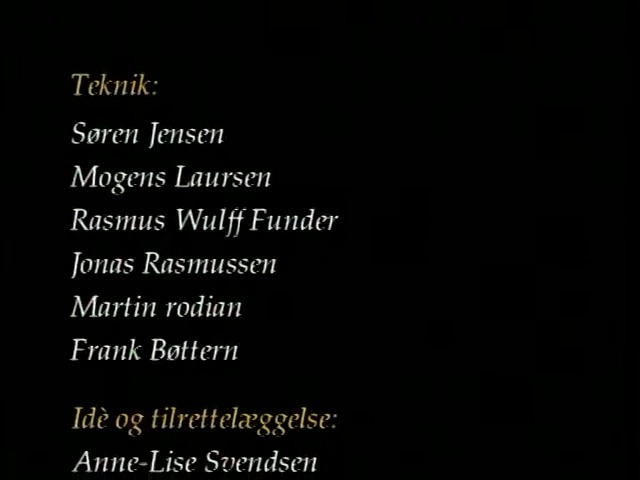 Teknik:
Søren Jensen
Mogens Laursen
Rasmus Wulff Funder
Jonas Rasmussen
Martin rodian
Frank Bøttern
Idè og tilrettelæggelse:
Anne-Lise Svendsen